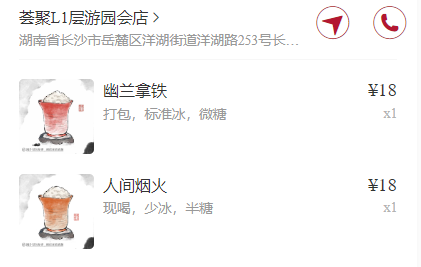 荟聚L1层游园会店 >
湖南省长沙市岳麓区洋湖街道洋湖路253号长...
幽兰拿铁 ¥18
打包，标准冰，微糖 x1
人间烟火 ¥18
现喝，少冰，半糖 x1